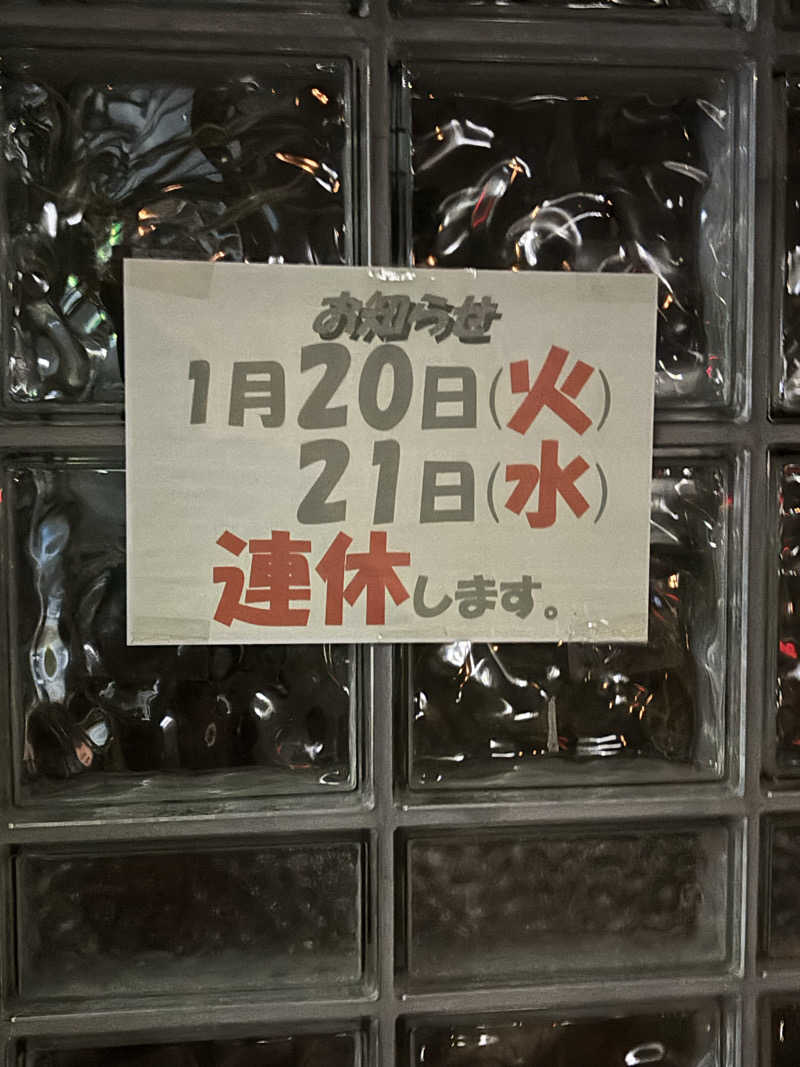 お知らせ
1月20日(火)
21日(水)
連休します。